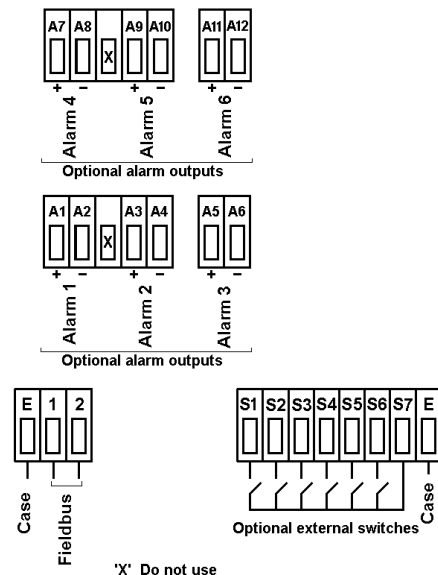 A7 A8 X A9 A10 A11 A12
+ − + − + −
Alarm 4 Alarm 5 Alarm 6
Optional alarm outputs
A1 A2 X A3 A4 A5 A6
+ − + − + −
Alarm 1 Alarm 2 Alarm 3
Optional alarm outputs
E 1 2
Case
Fieldbus
S1 S2 S3 S4 S5 S6 S7 E
Optional external switches
Case
'X' Do not use